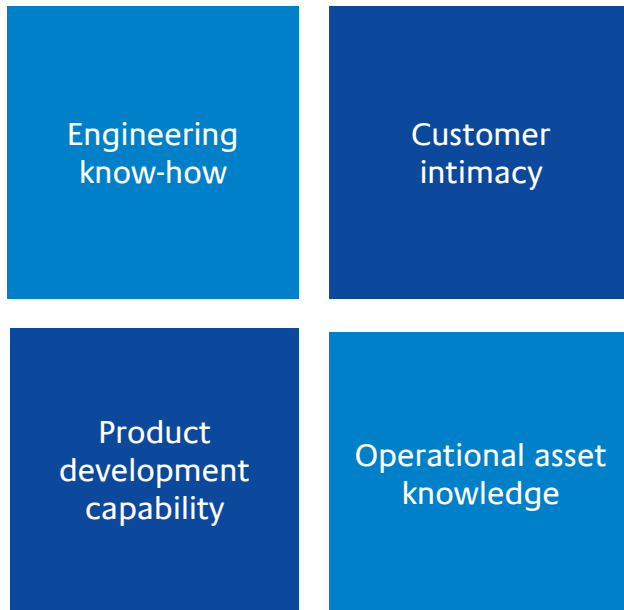 Engineering
know-how
Customer
intimacy
Product
development
capability
Operational asset
knowledge